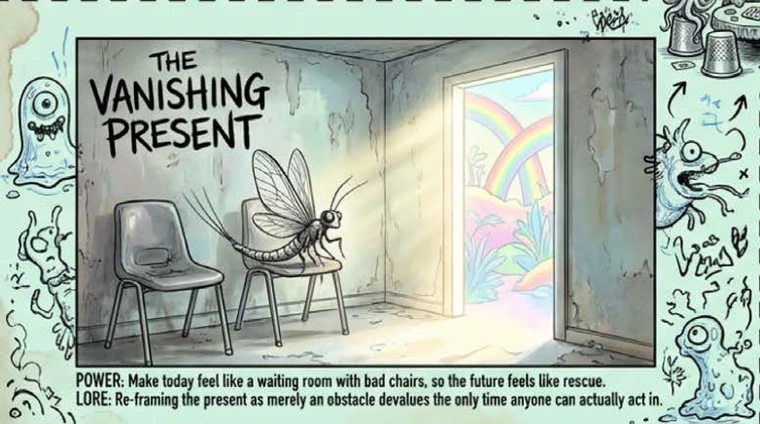 THE
VANISHING
PRESENT
POWER: Make today feel like a waiting room with bad chairs, so the future feels like rescue.
LORE: Re-framing the present as merely an obstacle devalues the only time anyone can actually act in.